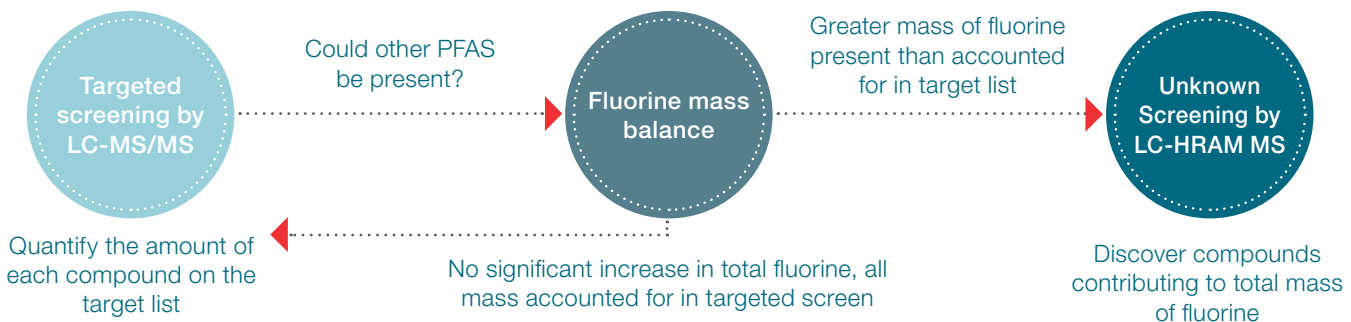 Targeted
screening by
LC-MS/MS
Could other PFAS
be present?
Fluorine mass
balance
Greater mass of fluorine
present than accounted
for in target list
Unknown
Screening by
LC-HRAM MS
Quantify the amount of
each compound on the
target list
No significant increase in total fluorine, all
mass accounted for in targeted screen
Discover compounds
contributing to total mass
of fluorine